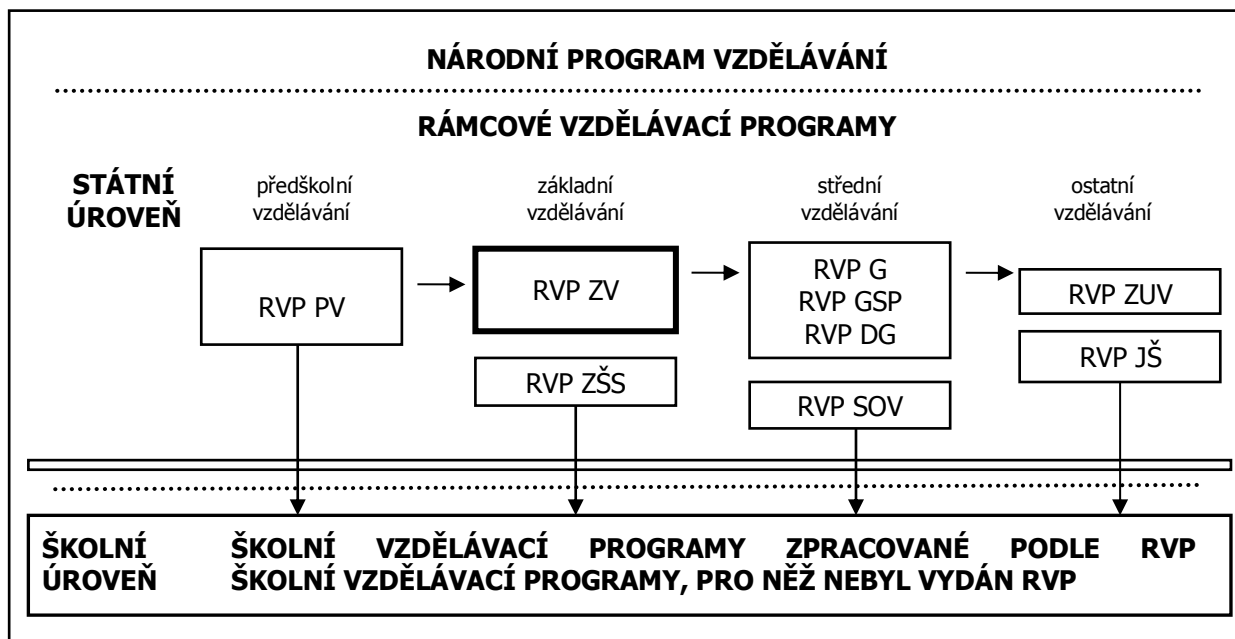 NÁRODNÍ PROGRAM VZDĚLÁVÁNÍ
RÁMCOVÉ VZDĚLÁVACÍ PROGRAMY
STÁTNÍ
ÚROVEŇ
předškolní
vzdělávání
základní
vzdělávání
střední
vzdělávání
ostatní
vzdělávání
RVP PV
RVP ZV
RVP ZŠS
RVP G
RVP GSP
RVP DG
RVP SOV
RVP ZUV
RVP JŠ
ŠKOLNÍ ŠKOLNÍ VZDĚLÁVACÍ PROGRAMY ZPRACOVANÉ PODLE RVP
ÚROVEŇ ŠKOLNÍ VZDĚLÁVACÍ PROGRAMY, PRO NĚŽ NEBYL VYDÁN RVP